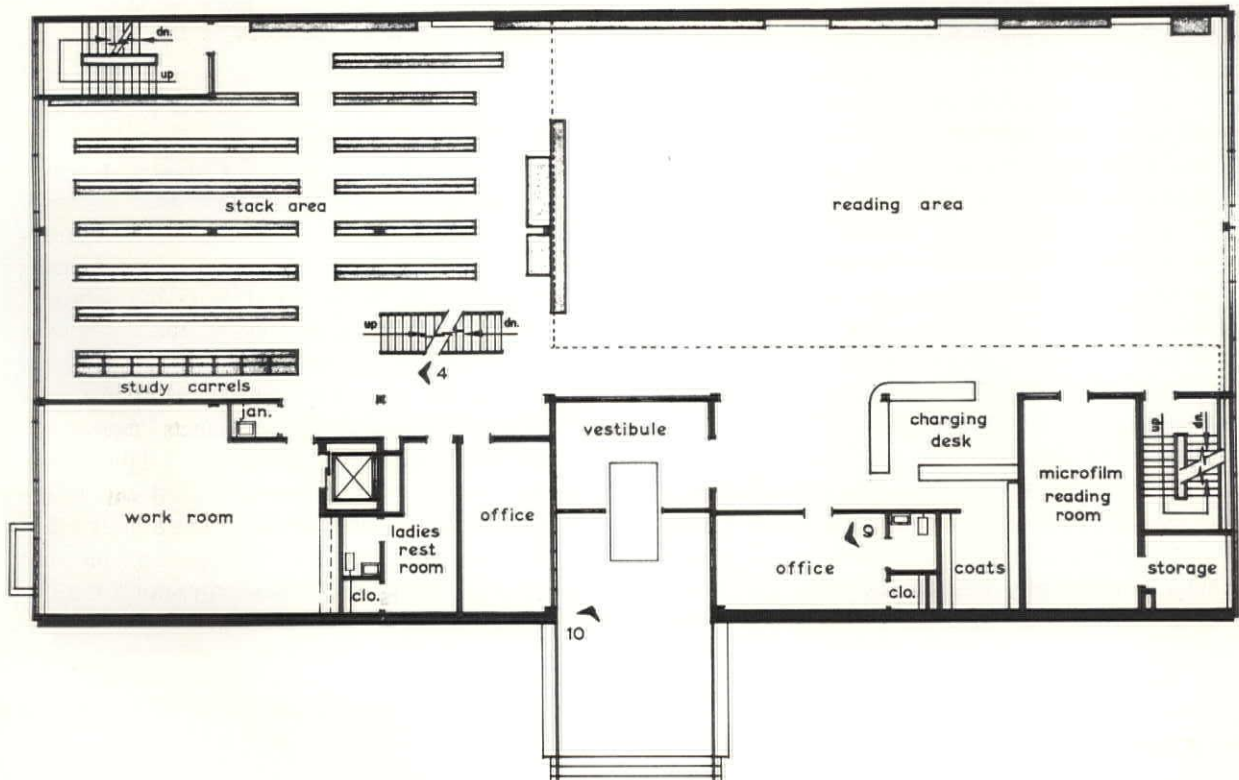 dn.
up
stack area
reading area
up
dn.
4
study carrels
jan.
vestibule
charging
desk
up
dn.
microfilm
reading
room
work room
office
ladies
rest
room
9
office
coats
storage
clo.
clo.
10